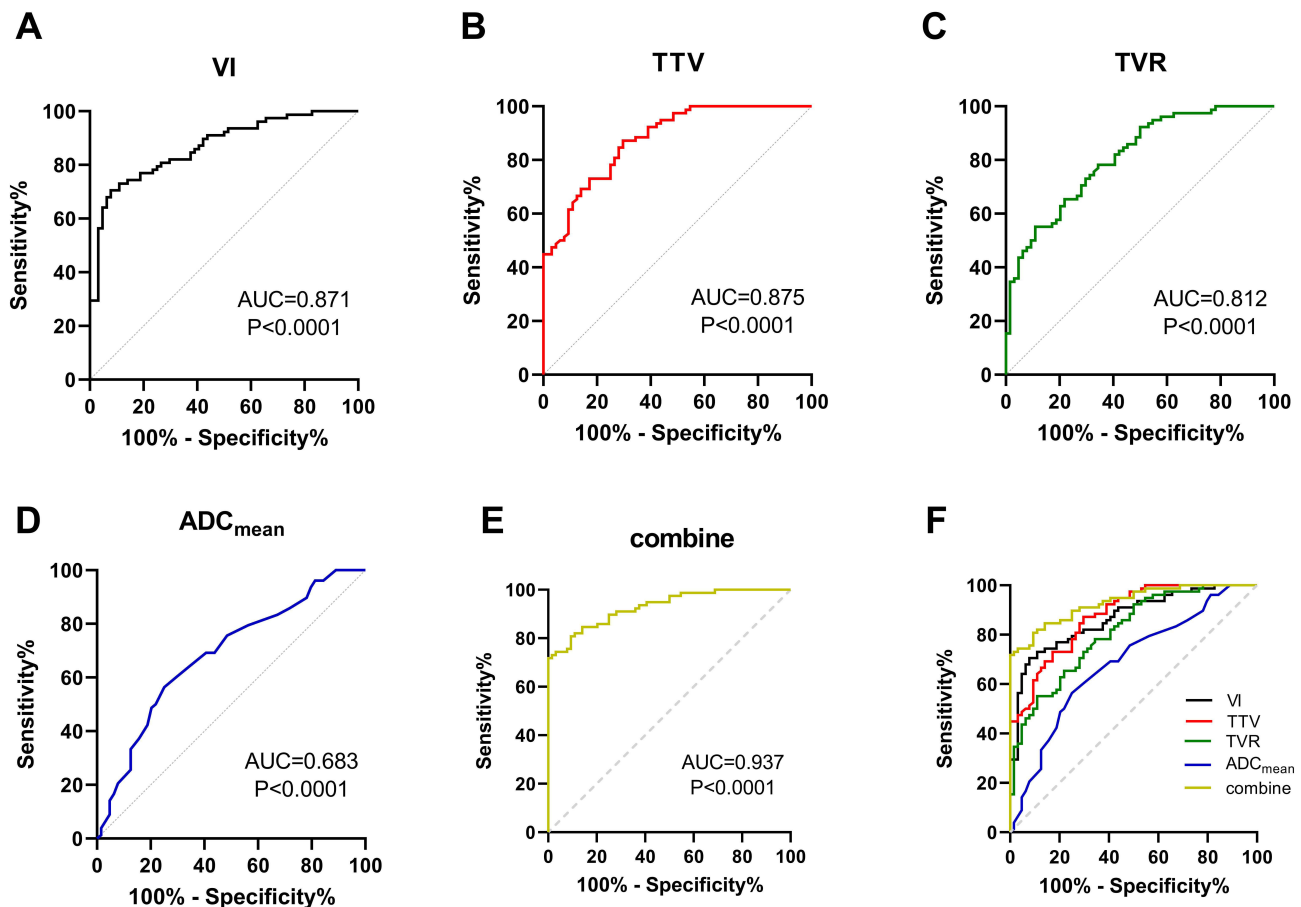 A
VI
Sensitivity%
100
80
60
40
20
0
AUC=0.871
P<0.0001
0 20 40 60 80 100
100% - Specificity%
B
TTV
Sensitivity%
100
80
60
40
20
0
AUC=0.875
P<0.0001
0 20 40 60 80 100
100% - Specificity%
C
TVR
Sensitivity%
100
80
60
40
20
0
AUC=0.812
P<0.0001
0 20 40 60 80 100
100% - Specificity%
D
ADCmean
Sensitivity%
100
80
60
40
20
0
AUC=0.683
P<0.0001
0 20 40 60 80 100
100% - Specificity%
E
combine
Sensitivity%
100
80
60
40
20
0
AUC=0.937
P<0.0001
0 20 40 60 80 100
100% - Specificity%
F
Sensitivity%
100
80
60
40
20
0
VI
TTV
TVR
ADCmean
combine
0 20 40 60 80 100
100% - Specificity%